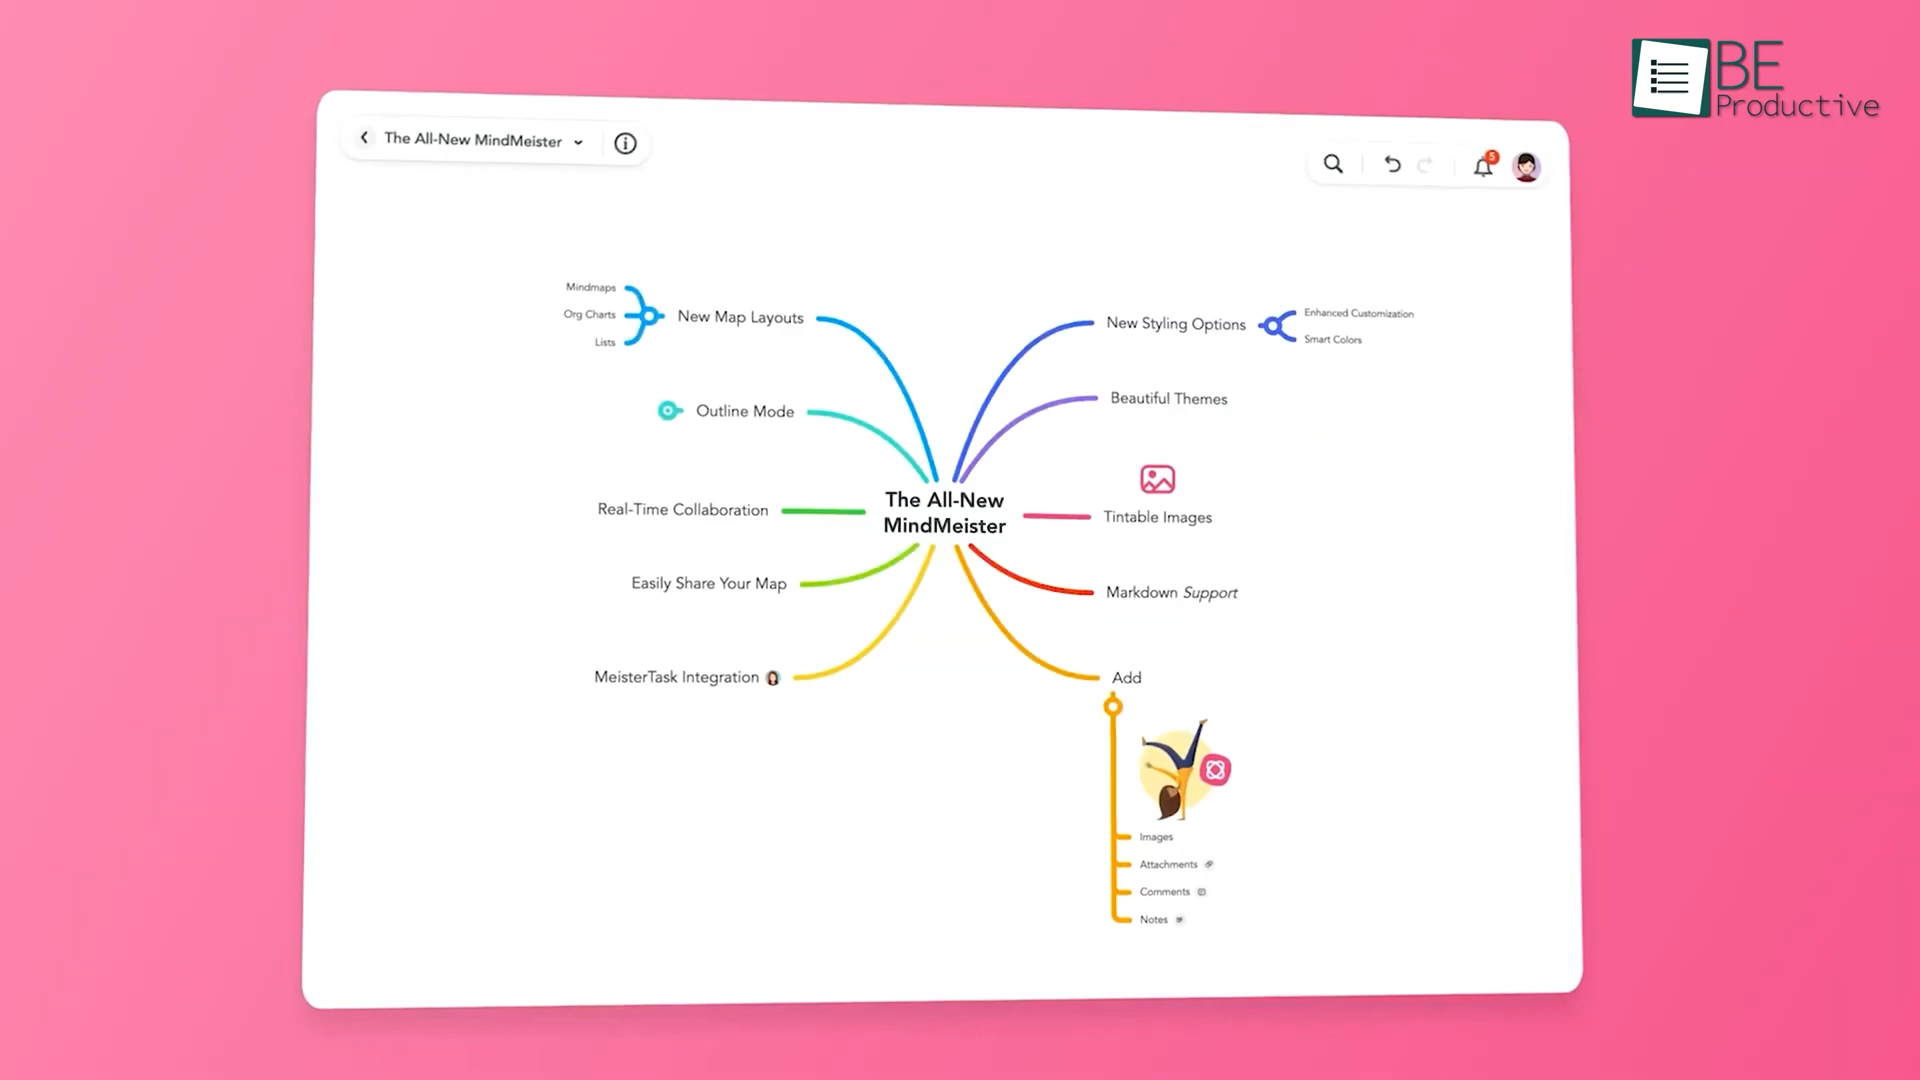 BE
Productive
The All-New MindMeister
5
Mindmaps
Org Charts
Lists
New Map Layouts
Outline Mode
Real-Time Collaboration
Easily Share Your Map
MeisterTask Integration
The All-New
MindMeister
New Styling Options
Enhanced Customization
Smart Colors
Beautiful Themes
Tintable Images
Markdown Support
Add
Images
Attachments
Comments
Notes